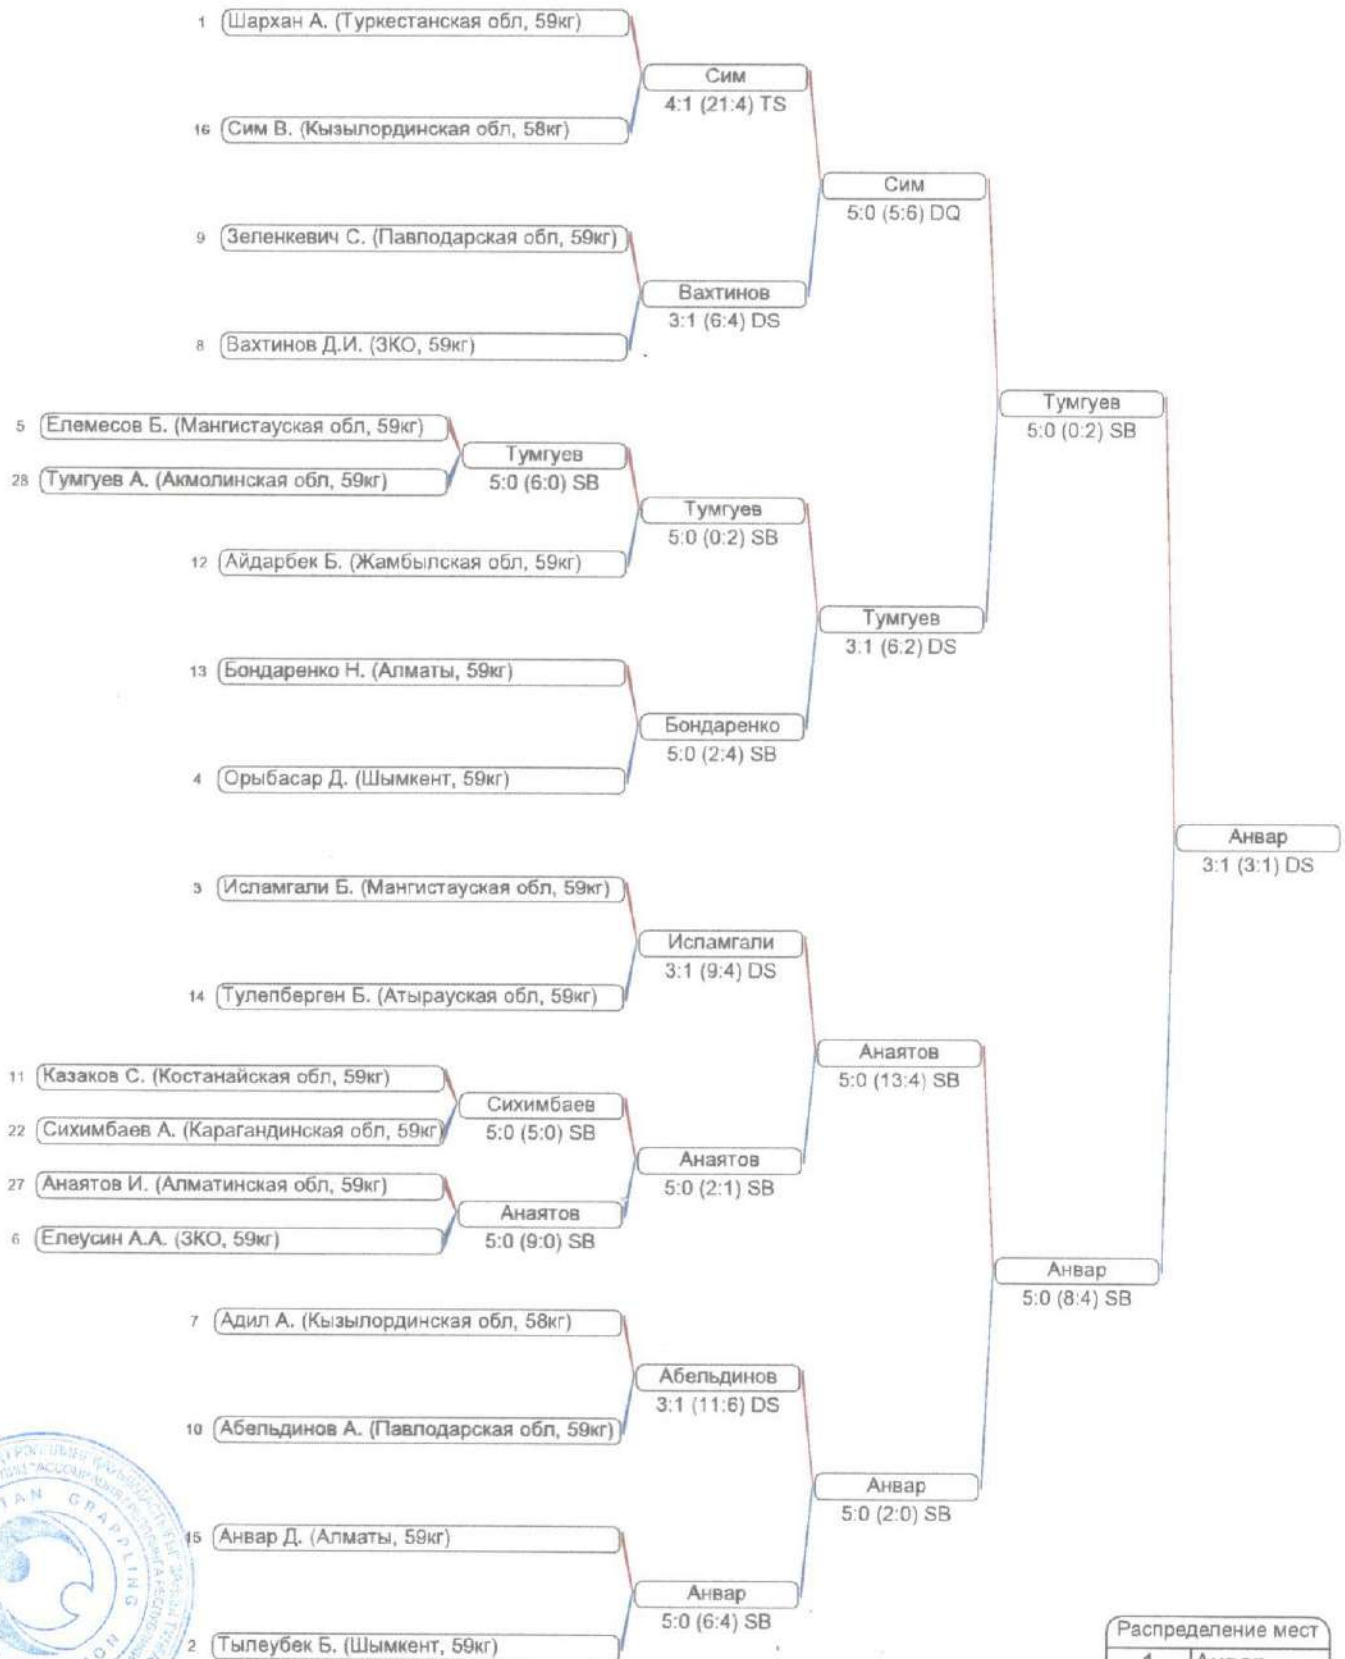 1 Шархан А. (Туркестанская обл, 59кг)
Сим
4:1 (21:4) TS
16 Сим В. (Кызылординская обл, 58кг)
Сим
5:0 (5:6) DQ
9 Зеленкевич С. (Павлодарская обл, 59кг)
Вахтинов
3:1 (6:4) DS
8 Вахтинов Д.И. (ЗКО, 59кг)
Тумгуев
5:0 (0:2) SB
5 Елемесов Б. (Мангистауская обл, 59кг)
Тумгуев
5:0 (6:0) SB
28 Тумгуев А. (Акмолинская обл, 59кг)
Тумгуев
5:0 (0:2) SB
12 Айдарбек Б. (Жамбылская обл, 59кг)
Тумгуев
3:1 (6:2) DS
13 Бондаренко Н. (Алматы, 59кг)
Бондаренко
5:0 (2:4) SB
4 Орыбасар Д. (Шымкент, 59кг)
Анвар
3:1 (3:1) DS
3 Исламгали Б. (Мангистауская обл, 59кг)
Исламгали
3:1 (9:4) DS
14 Тулепберген Б. (Атырауская обл, 59кг)
Анаятов
5:0 (13:4) SB
11 Казаков С. (Костанайская обл, 59кг)
Сихимбаев
5:0 (5:0) SB
22 Сихимбаев А. (Карагандинская обл, 59кг)
Анаятов
5:0 (2:1) SB
27 Анаятов И. (Алматинская обл, 59кг)
Анаятов
5:0 (9:0) SB
6 Елеусин А.А. (ЗКО, 59кг)
Анвар
5:0 (8:4) SB
7 Адил А. (Кызылординская обл, 58кг)
Абельдинов
3:1 (11:6) DS
10 Абельдинов А. (Павлодарская обл, 59кг)
Анвар
5:0 (2:0) SB
15 Анвар Д. (Алматы, 59кг)
Анвар
5:0 (6:4) SB
2 Тылеубек Б. (Шымкент, 59кг)
Распределение мест
1 Анвар
GRAPPLING